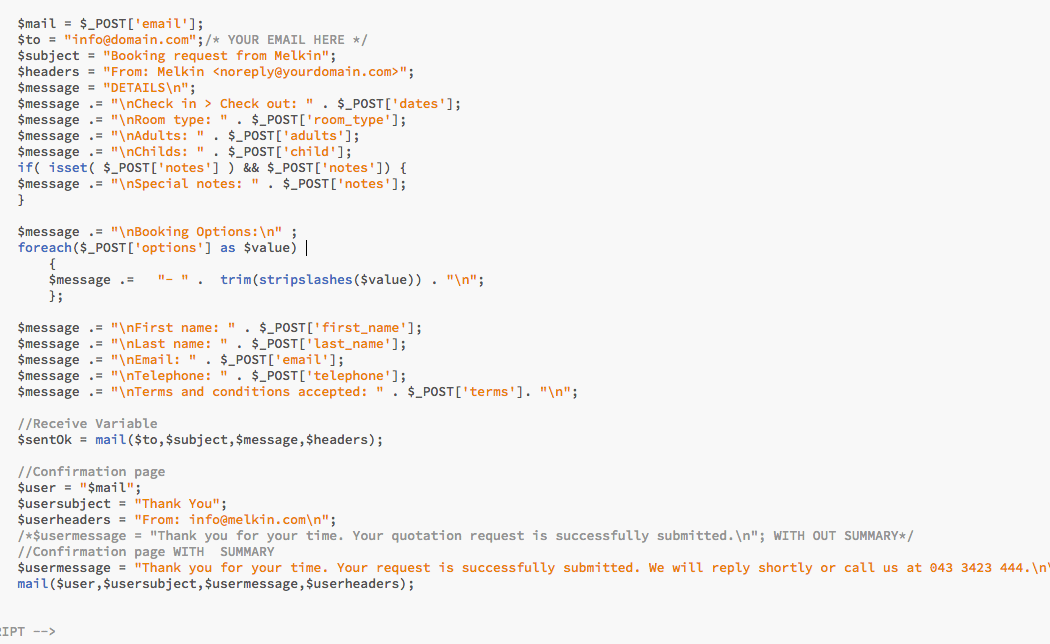 $mail = $_POST['email'];
$to = "info@domain.com";/* YOUR EMAIL HERE */
$subject = "Booking request from Melkin";
$headers = "From: Melkin <noreply@yourdomain.com>";
$message = "DETAILS\n";
$message .= "\nCheck in > Check out: " . $_POST['dates'];
$message .= "\nRoom type: " . $_POST['room_type'];
$message .= "\nAdults: " . $_POST['adults'];
$message .= "\nChilds: " . $_POST['child'];
if( isset( $_POST['notes'] ) && $_POST['notes']) {
$message .= "\nSpecial notes: " . $_POST['notes'];
}
$message .= "\nBooking Options:\n" ;
foreach($_POST['options'] as $value)
{
$message .=   "- " .  trim(stripslashes($value)) . "\n";
};
$message .= "\nFirst name: " . $_POST['first_name'];
$message .= "\nLast name: " . $_POST['last_name'];
$message .= "\nEmail: " . $_POST['email'];
$message .= "\nTelephone: " . $_POST['telephone'];
$message .= "\nTerms and conditions accepted: " . $_POST['terms']. "\n";
//Receive Variable
$sentOk = mail($to,$subject,$message,$headers);
//Confirmation page
$user = "$mail";
$usersubject = "Thank You";
$userheaders = "From: info@melkin.com\n";
/*$usermessage = "Thank you for your time. Your quotation request is successfully submitted.\n"; WITH OUT SUMMARY*/
//Confirmation page WITH  SUMMARY
$usermessage = "Thank you for your time. Your request is successfully submitted. We will reply shortly or call us at 043 3423 444.\n\
mail($user,$usersubject,$usermessage,$userheaders);
RIPT -->